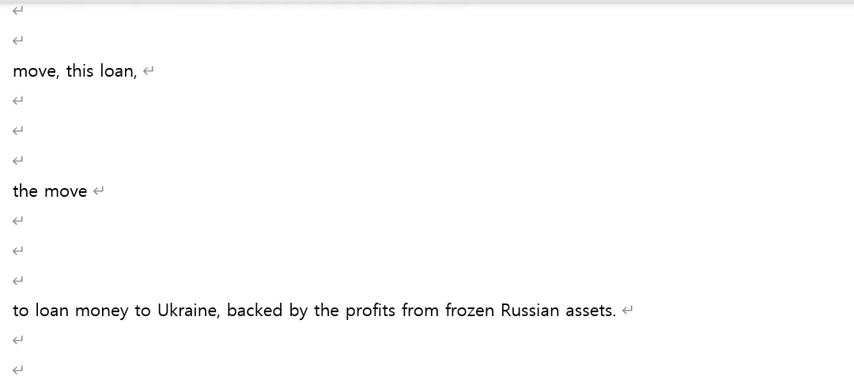 move, this loan,
the move
to loan money to Ukraine, backed by the profits from frozen Russian assets.